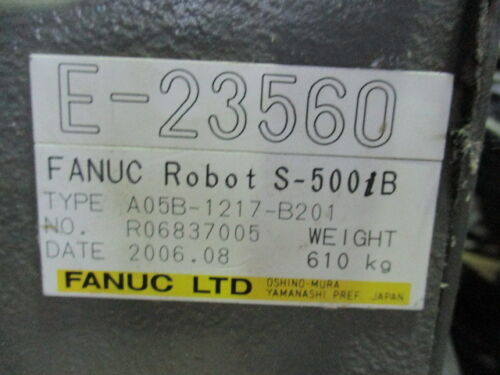 E-23560
FANUC Robot S-500iB
TYPE A05B-1217-B201
NO. R06837005 WEIGHT
DATE 2006.08 610 kg
FANUC LTD OSHINO-MURA
YAMANASHI PREF. JAPAN